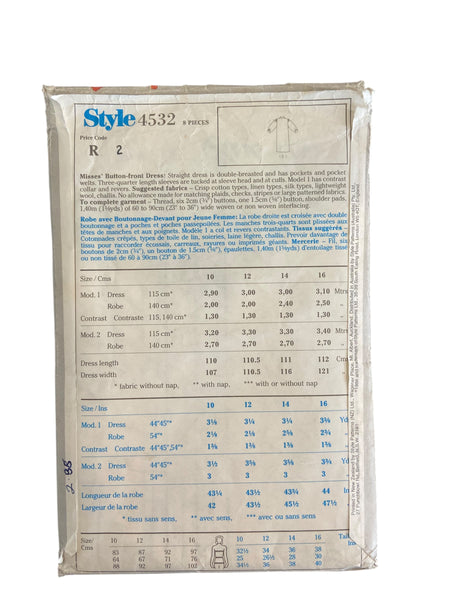 Style 4532 8 PIECES
Price Code
R 2
Misses' Button-front Dress: Straight dress is double-breasted and has pockets and pocket
welts. Three-quarter length sleeves are tucked at sleeve head and at cuffs. Model 1 has contrast
collar and revers. Suggested fabrics – Crisp cotton types, linen types, silk types, lightweight
wool, challis. No allowance made for matching plaids, checks, stripes or large patterned fabrics.
To complete garment – Thread, six 2cm (¾") buttons, one 1.5cm (⅝") button, shoulder pads,
1,40m (1½yds) of 60 to 90cm (23" to 36") wide woven or non woven interfacing.
Robe avec Boutonnage-Devant pour Jeune Femme: La robe droite est croisée avec double
boutonnage et a poches et poches passepoilées. Les manches trois-quarts sont plissées aux
têtes de manches et aux poignets. Modèle 1 a col et revers contrastants. Tissus suggérés –
Cotonnades crêpés, types de toile de lin, soieries, laine légère, challis. Prévoir davantage de
tissu pour raccorder écossais, carreaux, rayures ou imprimés géants. Mercerie – Fil, six
boutons de 2cm (¾"), un bouton de 1.5cm (⅝"), épaulettes, 1,40m (1½yds) d'entoilage tissé ou
non tissé de 60 à 90cm (23" à 36").
Size / Cms 10 12 14 16
Mod. 1 Dress 115 cm* 2,90 3,00 3,00 3,10 Mtrs
Robe 140 cm* 2,00 2,00 2,40 2,50 "
Contrast Contraste 115, 140 cm* 1,30 1,30 1,30 1,30 "
Mod. 2 Dress 115 cm* 3,20 3,30 3,30 3,40 Mtrs
Robe 140 cm* 2,70 2,70 2,70 2,70 "
Dress length 110 110.5 111 112 Cms
Dress width 107 110.5 116 121 "
* fabric without nap, ** with nap, *** with or without nap
Size / Ins 10 12 14 16
Mod. 1 Dress 44"45"* 3⅛ 3¼ 3¼ 3⅜ Yd
Robe 54"* 2⅛ 2⅛ 2⅝ 2¾ "
Contrast Contraste 44"45",54"* 1⅜ 1⅜ 1⅜ 1⅜ "
Mod. 2 Dress 44"45"* 3½ 3⅝ 3⅝ 3¾ Yd
Robe 54"* 3 3 3 3 "
Longueur de la robe 43¼ 43½ 43¾ 44 In
Largeur de la robe 42 43½ 45½ 47½ "
* tissu sans sens, ** avec sens, *** avec ou sans sens
Size/ 10 12 14 16 10 12 14 16 Tail
Cms 83 87 92 97 32½ 34 36 38 Ins
64 67 71 76 25 26½ 28 30
88 92 97 102 34½ 36 38 40
2.85